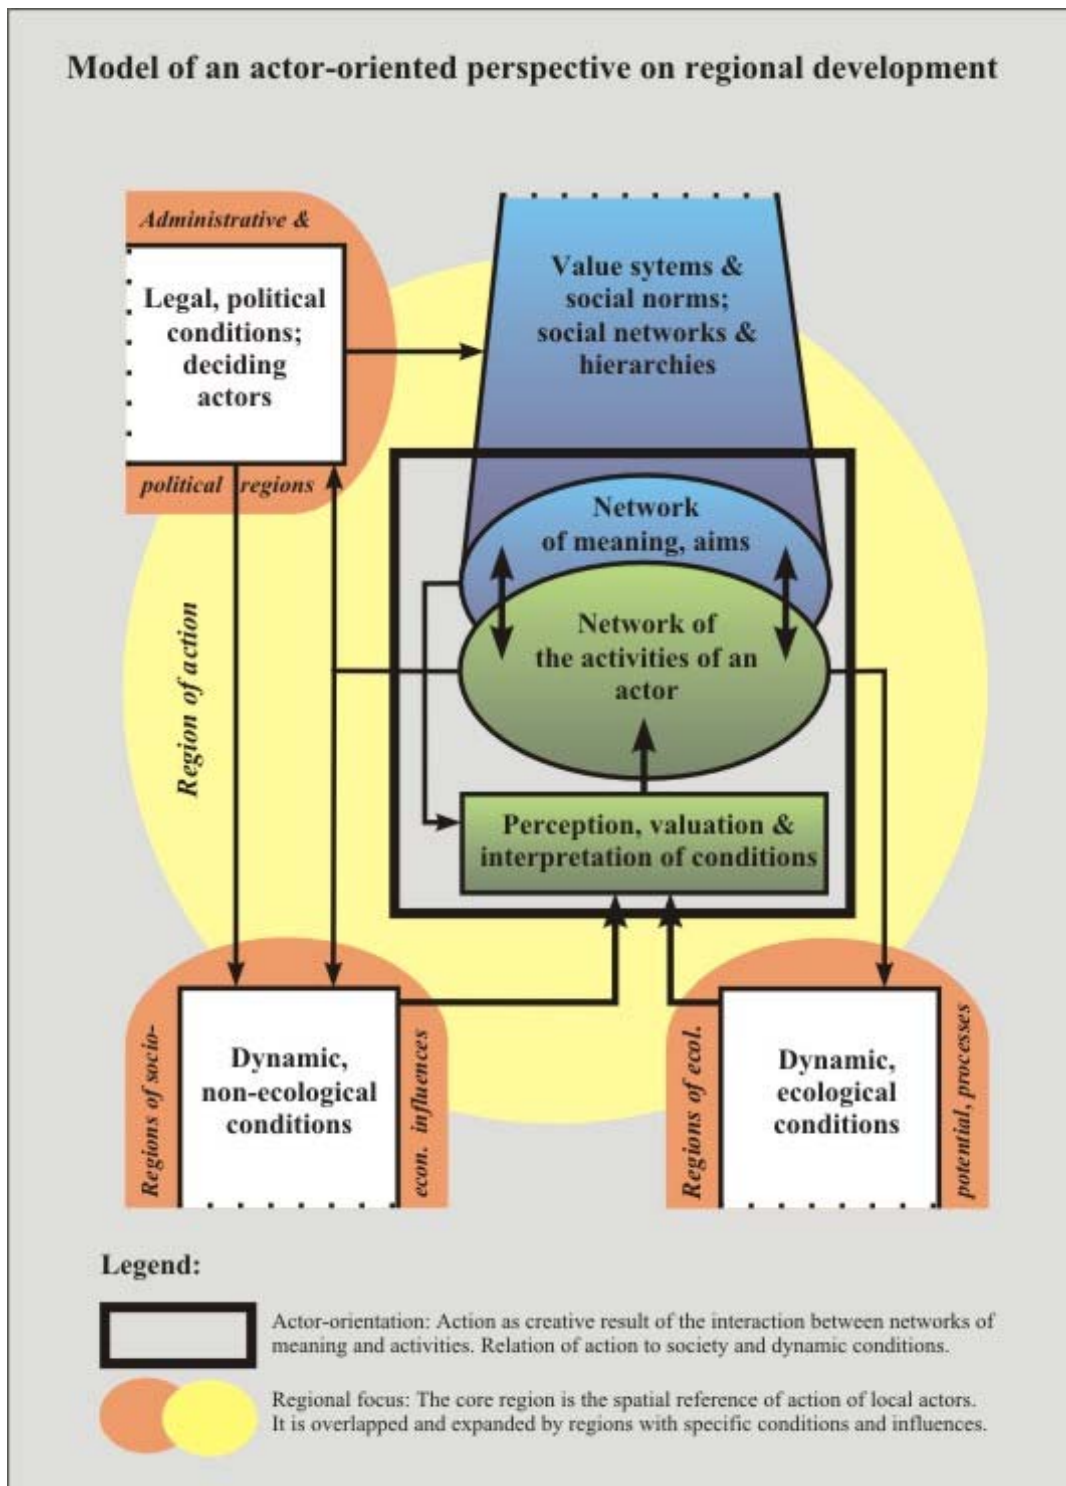 Model of an actor-oriented perspective on regional development
Administrative &
Legal, political
conditions;
deciding
actors
political regions
Value sytems &
social norms;
social networks &
hierarchies
Network
of meaning, aims
Network of
the activities of an
actor
Region of action
Perception, valuation &
interpretation of conditions
Regions of socio-
Dynamic,
non-ecological
conditions
econ. influences
Regions of ecol.
Dynamic,
ecological
conditions
potential, processes
Legend:
Actor-orientation: Action as creative result of the interaction between networks of
meaning and activities. Relation of action to society and dynamic conditions.
Regional focus: The core region is the spatial reference of action of local actors.
It is overlapped and expanded by regions with specific conditions and influences.